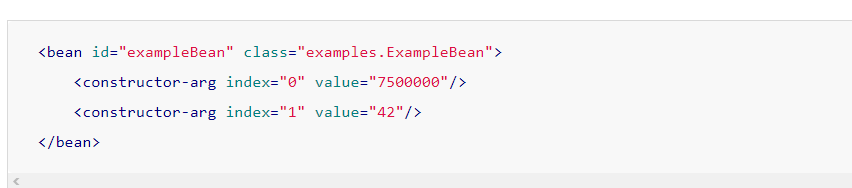 <bean id="exampleBean" class="examples.ExampleBean">
    <constructor-arg index="0" value="7500000"/>
    <constructor-arg index="1" value="42"/>
</bean>